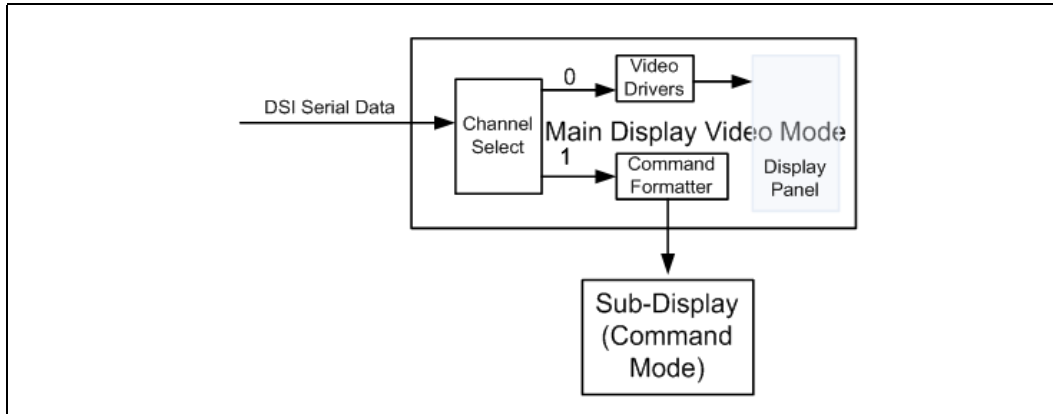 DSI Serial Data
Channel
Select
0
1
Video
Drivers
Main Display Video Mode
Command
Formatter
Display
Panel
Sub-Display
(Command
Mode)